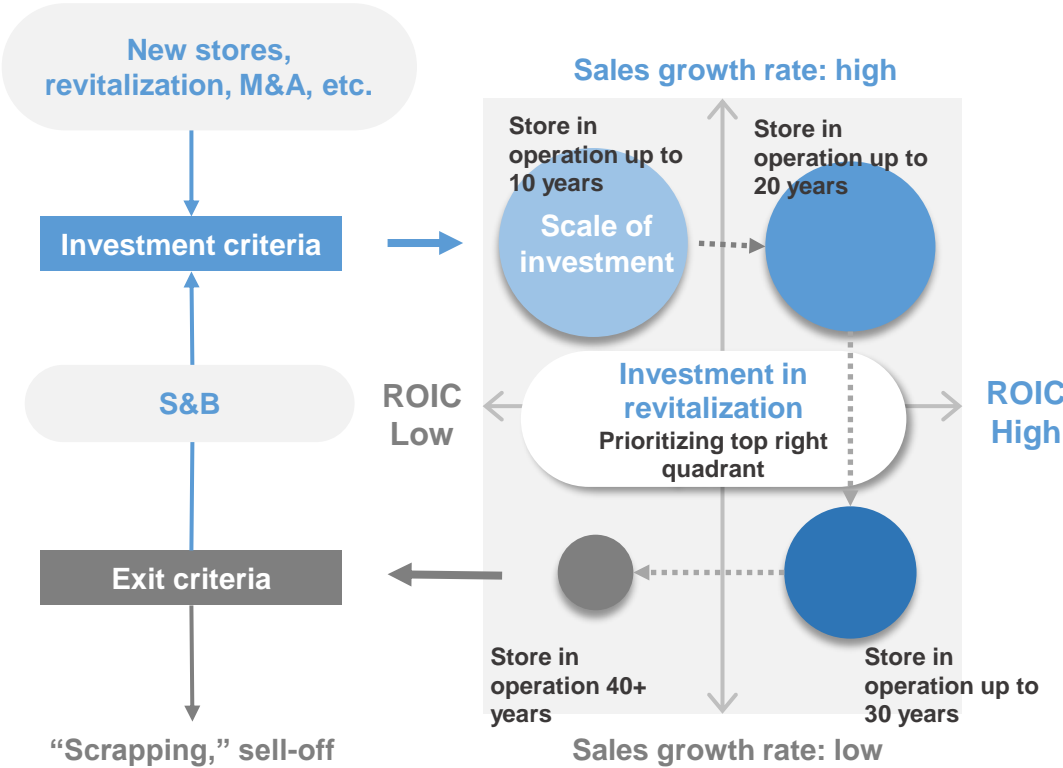 New stores,
revitalization, M&A, etc.
Sales growth rate: high
Store in
operation up to
10 years
Store in
operation up to
20 years
Investment criteria
Scale of
investment
S&B
ROIC
Low
Investment in
revitalization
Prioritizing top right
quadrant
ROIC
High
Exit criteria
Store in
operation 40+
years
Store in
operation up to
30 years
“Scrapping,” sell-off
Sales growth rate: low